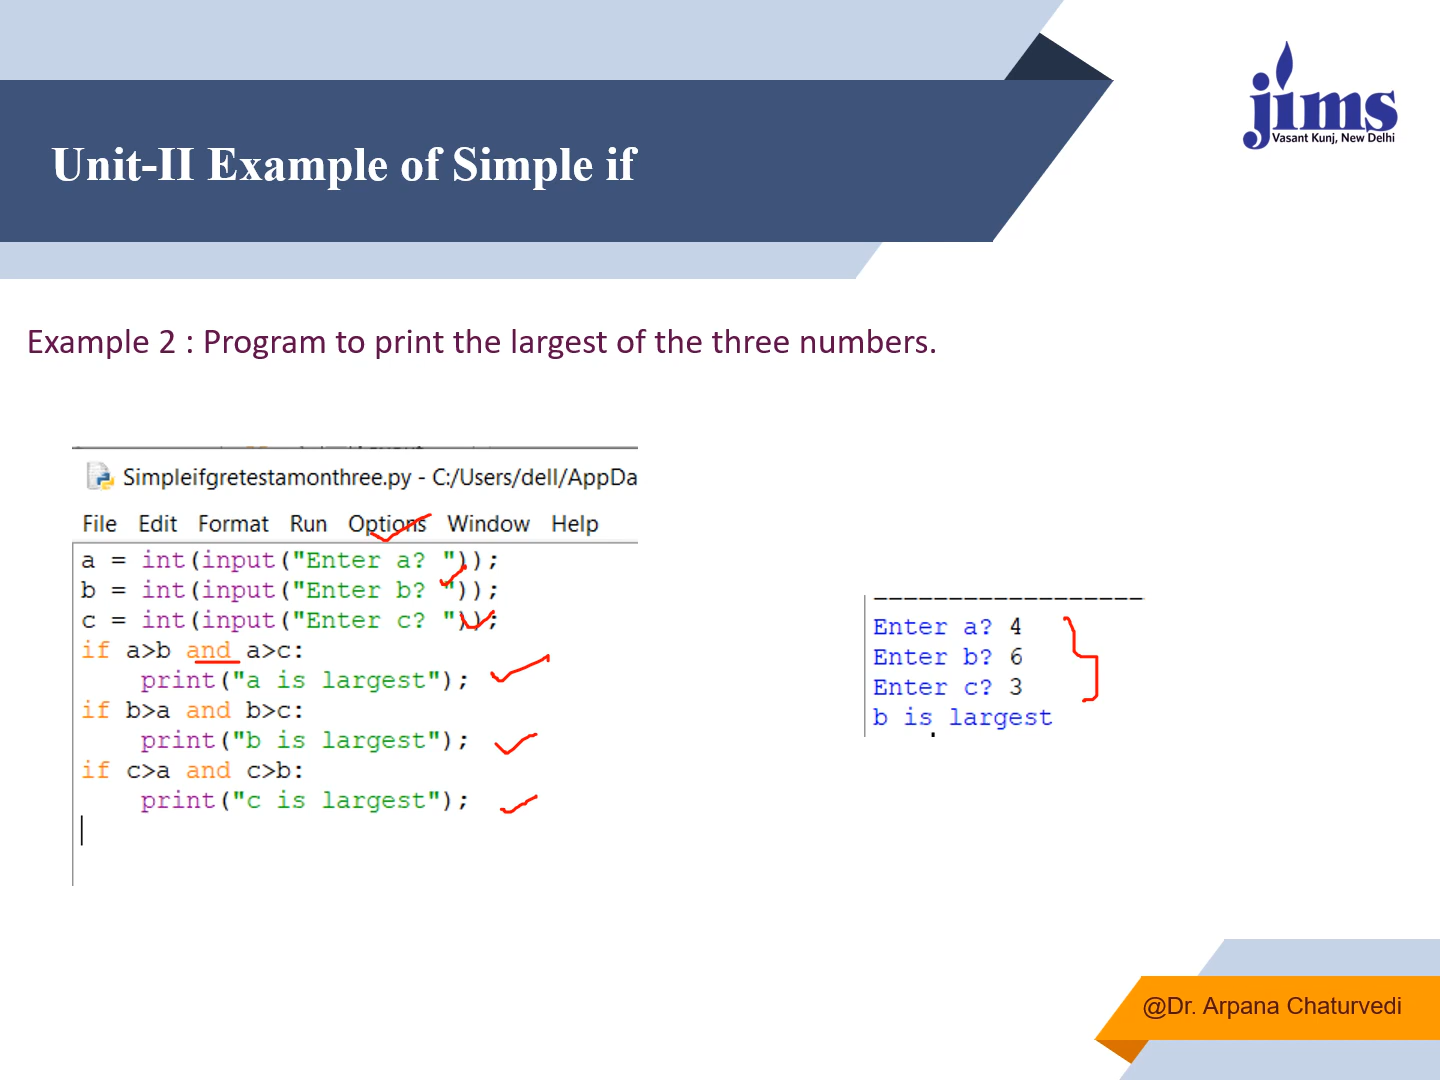 jims
Vasant Kunj, New Delhi
Unit-II Example of Simple if
Example 2 : Program to print the largest of the three numbers.
Simpleifgretestamonthree.py - C:/Users/dell/AppDa
File Edit Format Run Options Window Help
a = int(input("Enter a? "));
b = int(input("Enter b? "));
c = int(input("Enter c? "));
if a>b and a>c:
    print("a is largest");
if b>a and b>c:
    print("b is largest");
if c>a and c>b:
    print("c is largest");
Enter a? 4
Enter b? 6
Enter c? 3
b is largest
@Dr. Arpana Chaturvedi